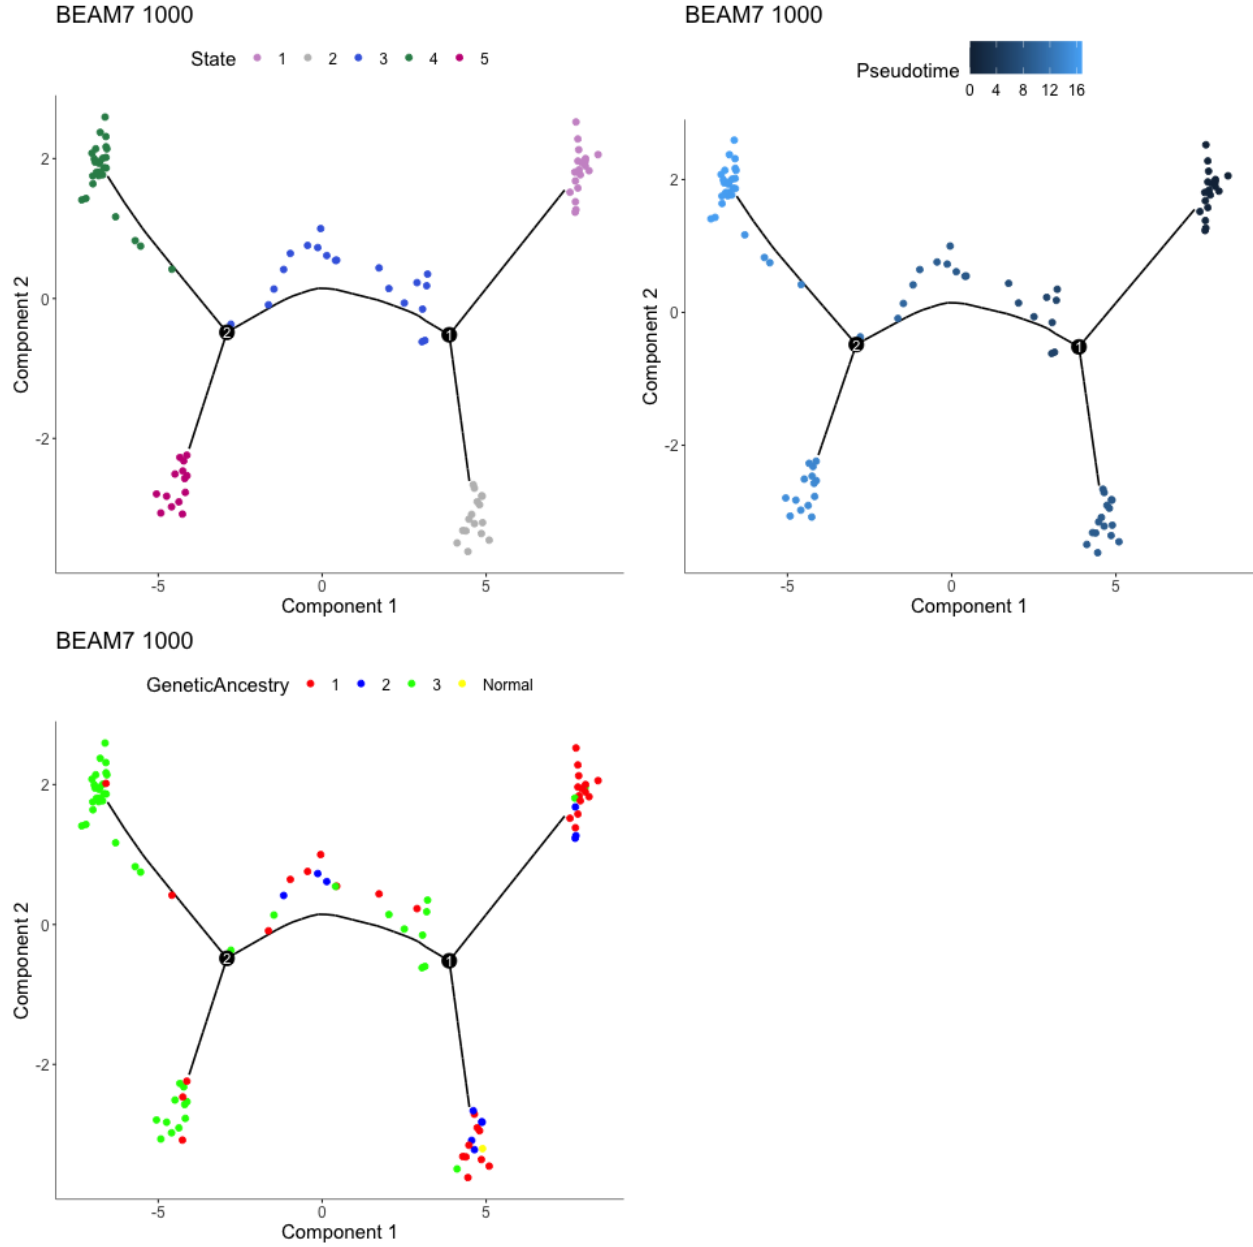 BEAM7 1000
State 1 2 3 4 5
2
0
-2
Component 2
2
1
-5 0 5
Component 1
BEAM7 1000
Pseudotime
0 4 8 12 16
2
0
-2
Component 2
2
1
-5 0 5
Component 1
BEAM7 1000
GeneticAncestry 1 2 3 Normal
2
0
-2
Component 2
2
1
-5 0 5
Component 1